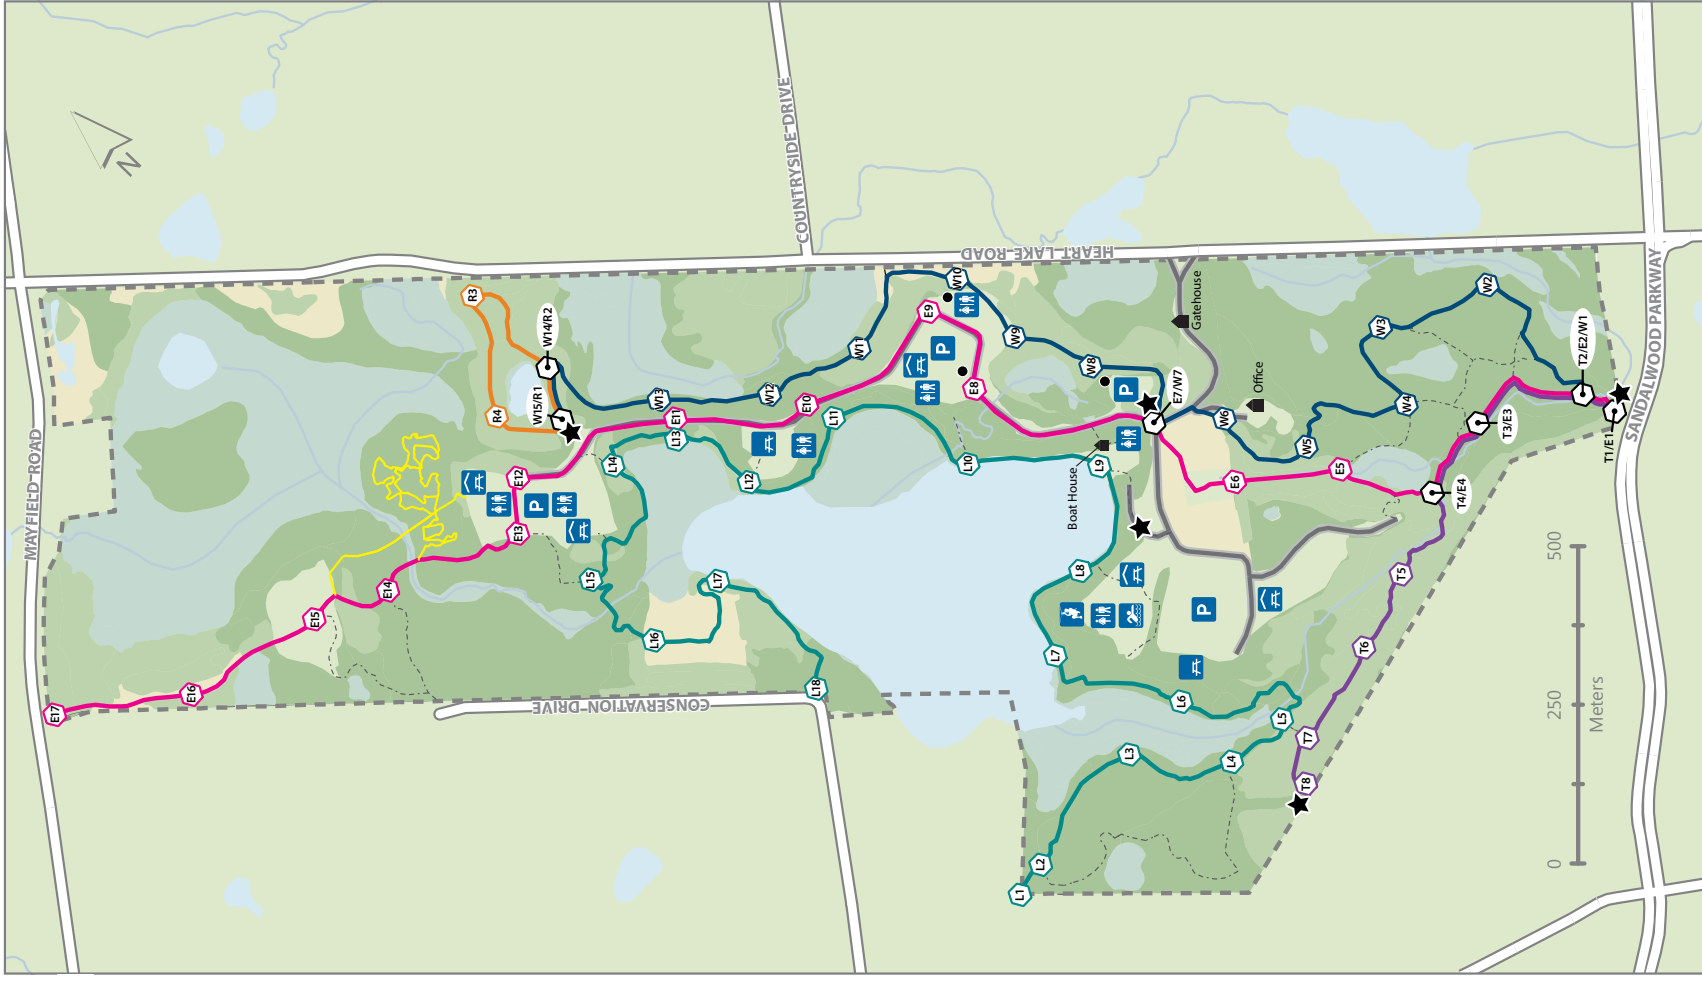 MAYFIELD ROAD
COUNTRYSIDE DRIVE
HEART LAKE ROAD
SANDALWOOD PARKWAY
CONSERVATION DRIVE
N
R3
W14/R2
R4
W15/R1
W13
W12
W11
W10
W9
W8
E7/W7
W6
W5
W4
W3
W2
T2/E2/W1
T1/E1
T3/E3
T4/E4
E5
E6
E8
E9
E10
E11
E12
E13
E14
E15
E16
E17
L1
L2
L3
L4
L5
L6
L7
L8
L9
L10
L11
L12
L13
L14
L15
L16
L17
L18
T5
T6
T7
T8
Gatehouse
Office
Boat House
P
P
P
P
0
250
500
Meters